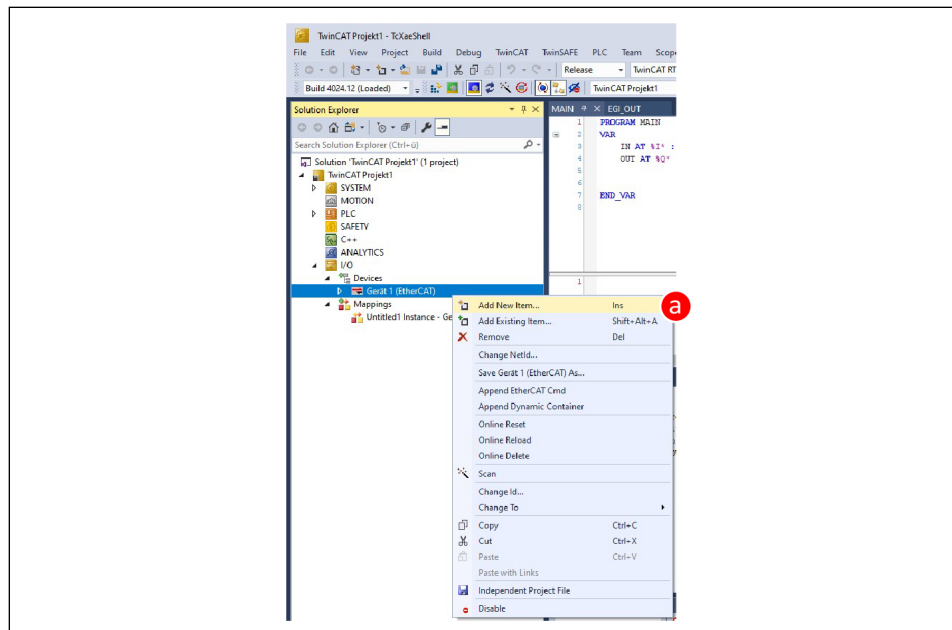 TwinCAT Projekt1 - TcXaeShell
File Edit View Project Build Debug TwinCAT TwinSAFE PLC Team Scop
Release TwinCAT RT
Build 4024.12 (Loaded) TwinCAT Projekt1
Solution Explorer
MAIN EGI_OUT
Search Solution Explorer (Ctrl+ü)
1 PROGRAM MAIN
2 VAR
3 IN AT %I* :
4 OUT AT %Q*
5
6
7 END_VAR
8
1
Solution 'TwinCAT Projekt1' (1 project)
TwinCAT Projekt1
SYSTEM
MOTION
PLC
SAFETY
C++
ANALYTICS
I/O
Devices
Gerät 1 (EtherCAT)
Mappings
Untitled1 Instance - Ge
Add New Item... Ins
a
Add Existing Item... Shift+Alt+A
Remove Del
Change NetId...
Save Gerät 1 (EtherCAT) As...
Append EtherCAT Cmd
Append Dynamic Container
Online Reset
Online Reload
Online Delete
Scan
Change Id...
Change To
Copy Ctrl+C
Cut Ctrl+X
Paste Ctrl+V
Paste with Links
Independent Project File
Disable